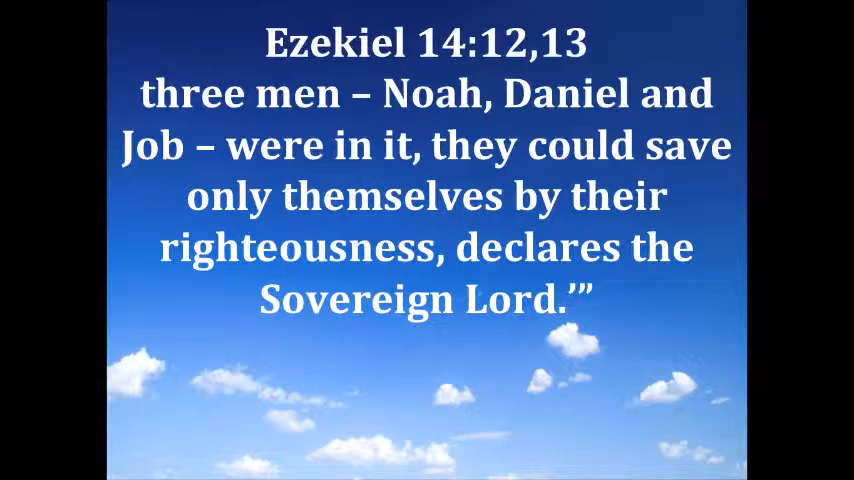 Ezekiel 14:12,13
three men – Noah, Daniel and
Job – were in it, they could save
only themselves by their
righteousness, declares the
Sovereign Lord.’”